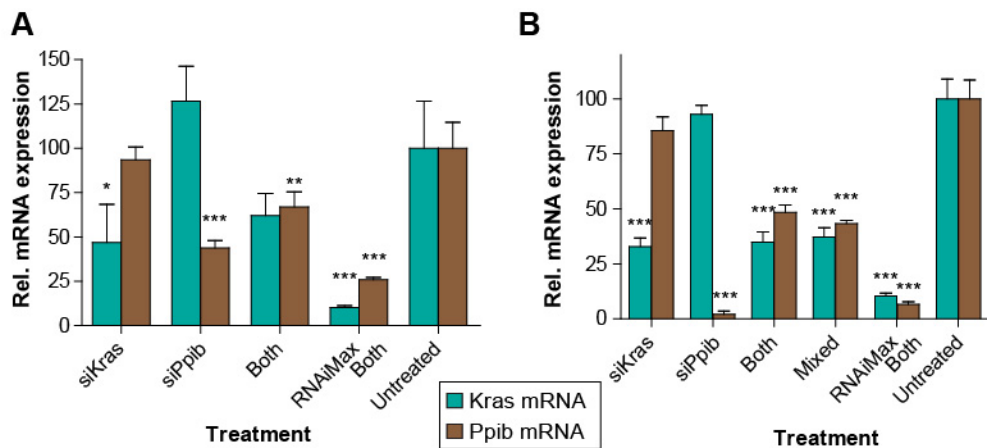 A
Rel. mRNA expression
150
125
100
75
50
25
0
*
***
**
***
***
siKras
siPpib
Both
RNAiMax
Both
Untreated
Treatment
B
Rel. mRNA expression
100
75
50
25
0
***
***
***
***
***
***
***
***
siKras
siPpib
Both
Mixed
RNAiMax
Both
Untreated
Treatment
Kras mRNA
Ppib mRNA